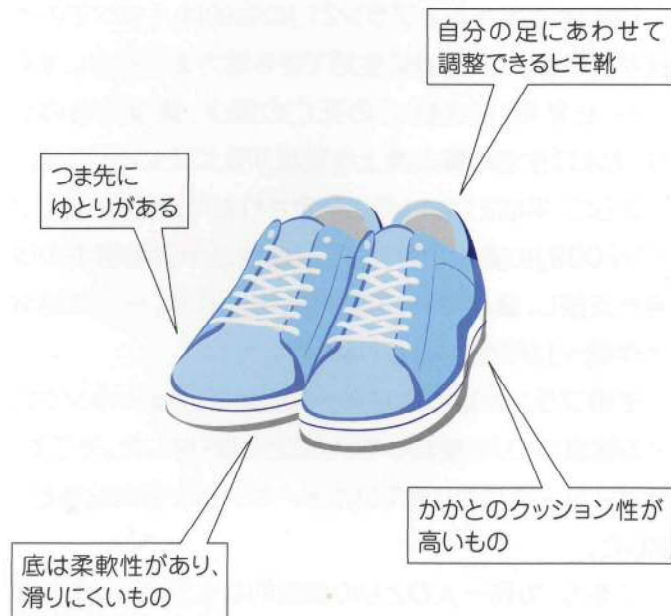 自分の足にあわせて
調整できるヒモ靴
つま先に
ゆとりがある
かかとのクッション性が
高いもの
底は柔軟性があり、
滑りにくいもの